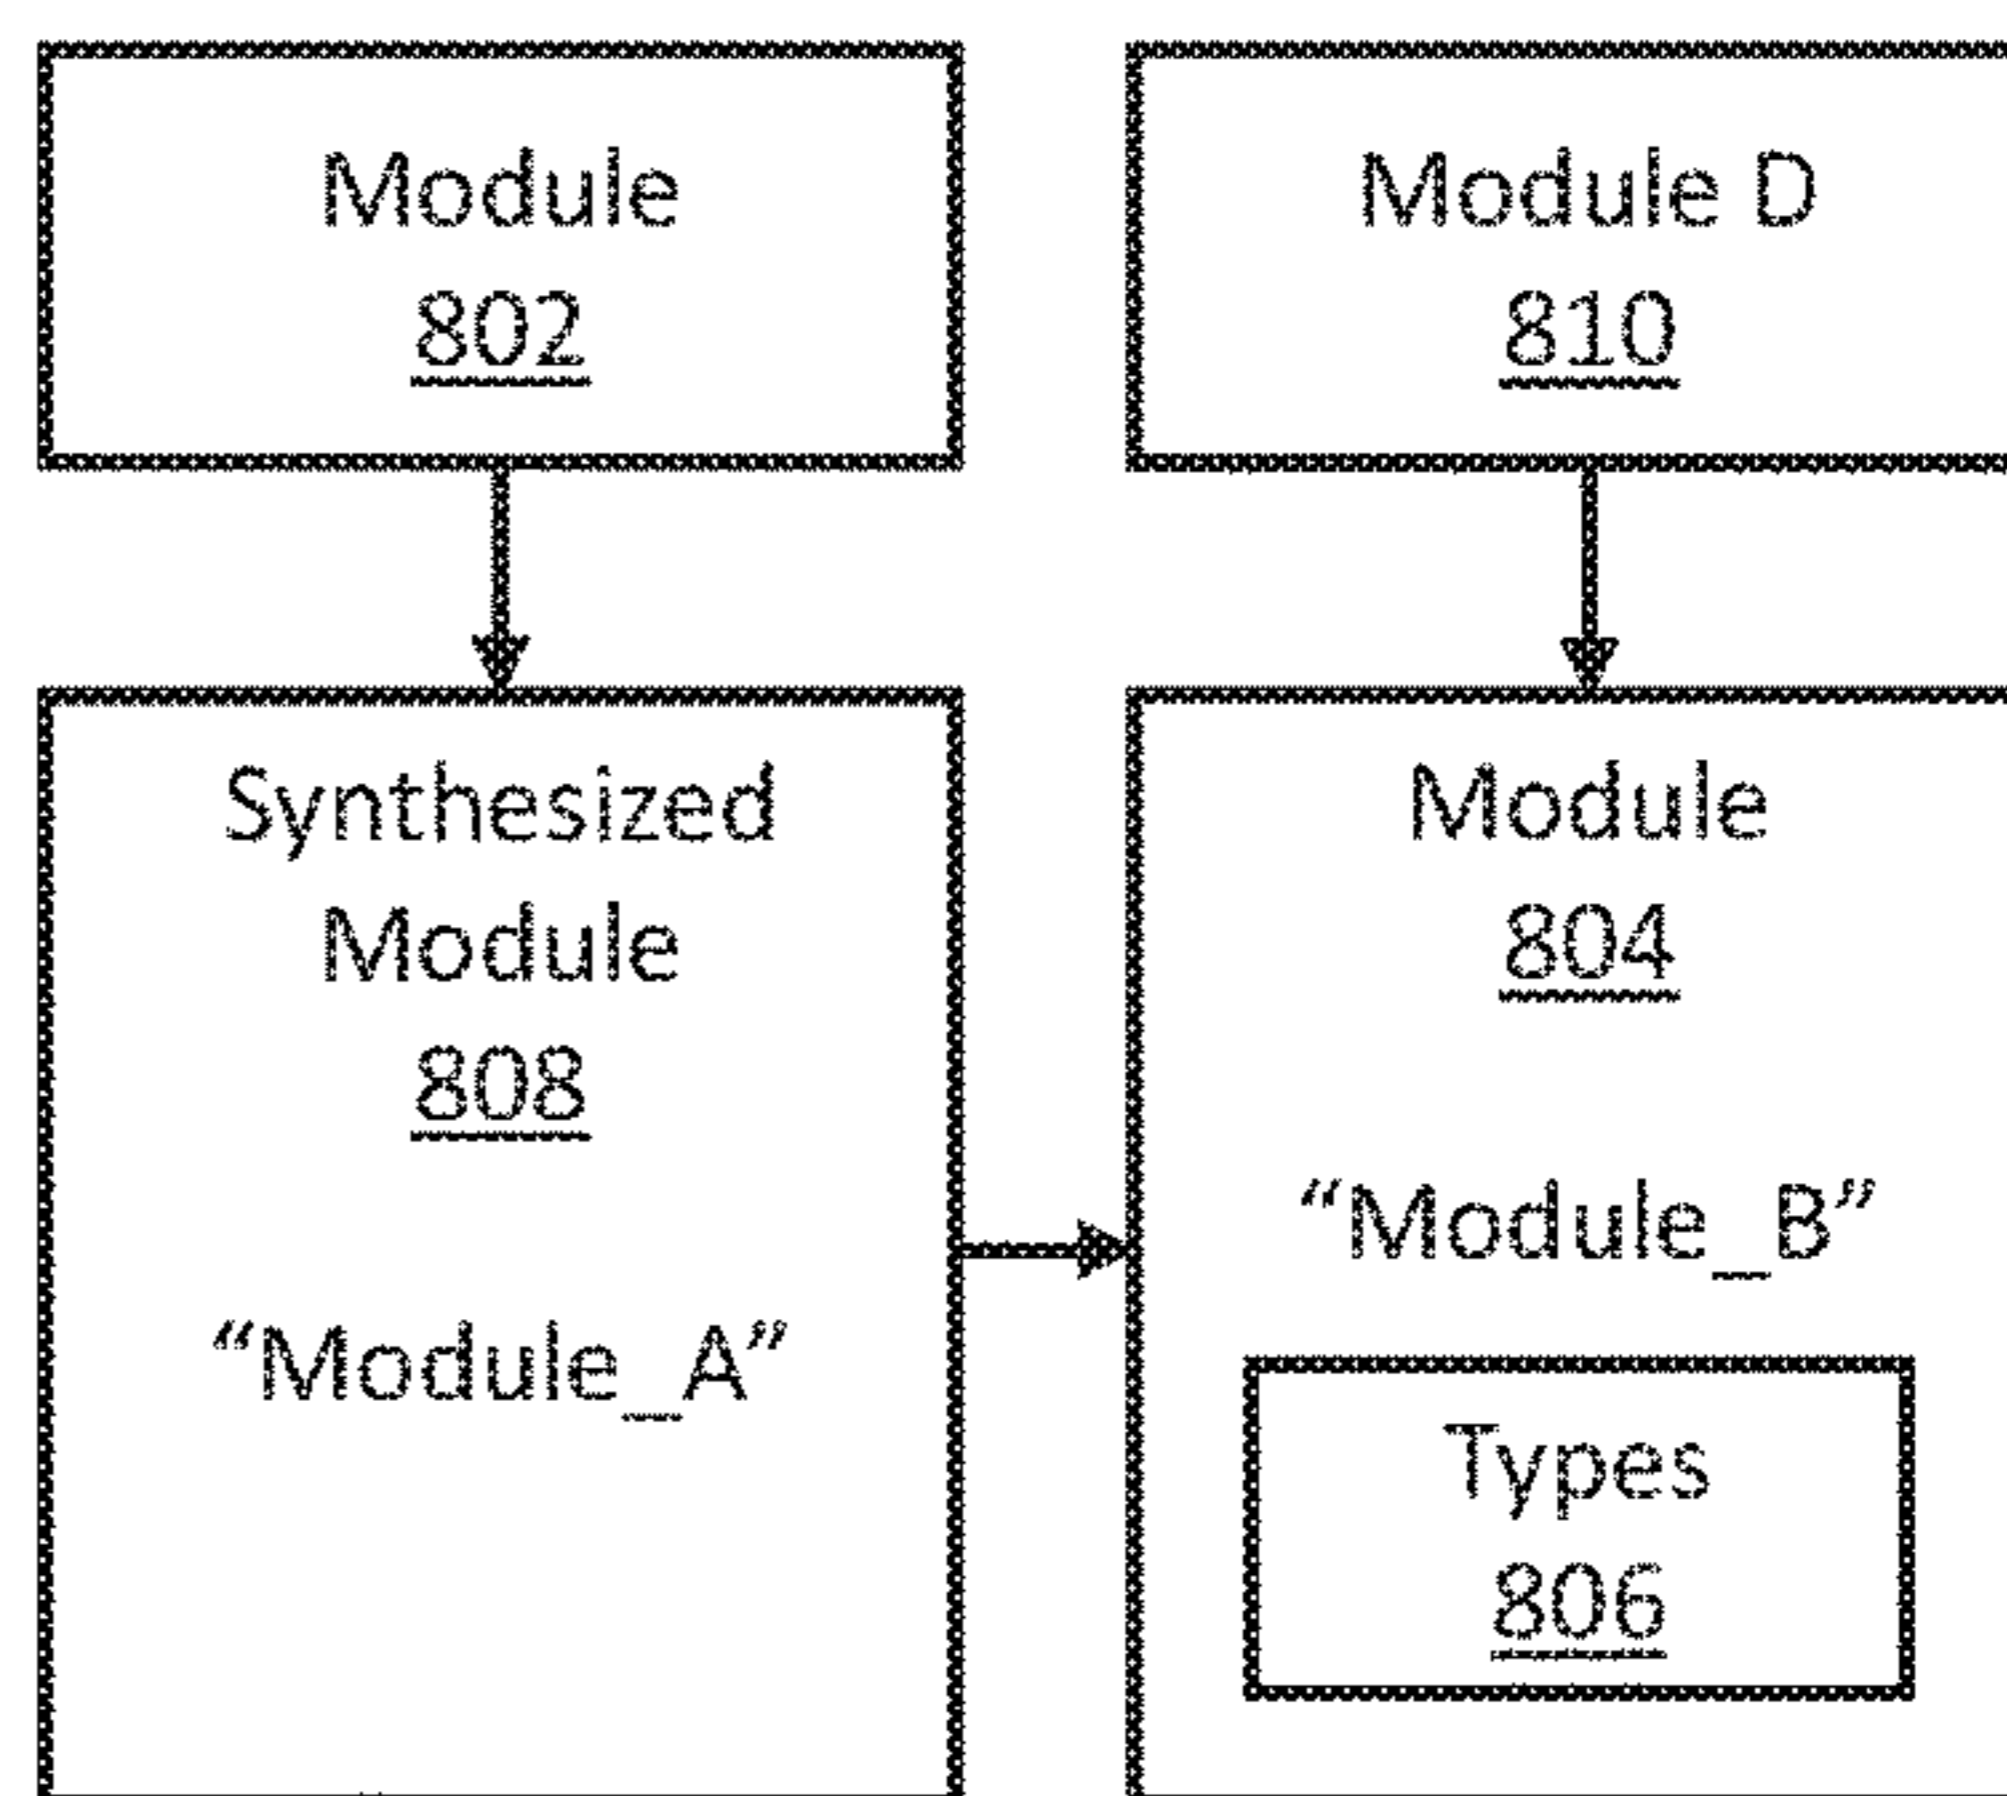 Module
802
Module D
810
Synthesized
Module
808
“Module_A”
Module
804
“Module_B”
Types
806